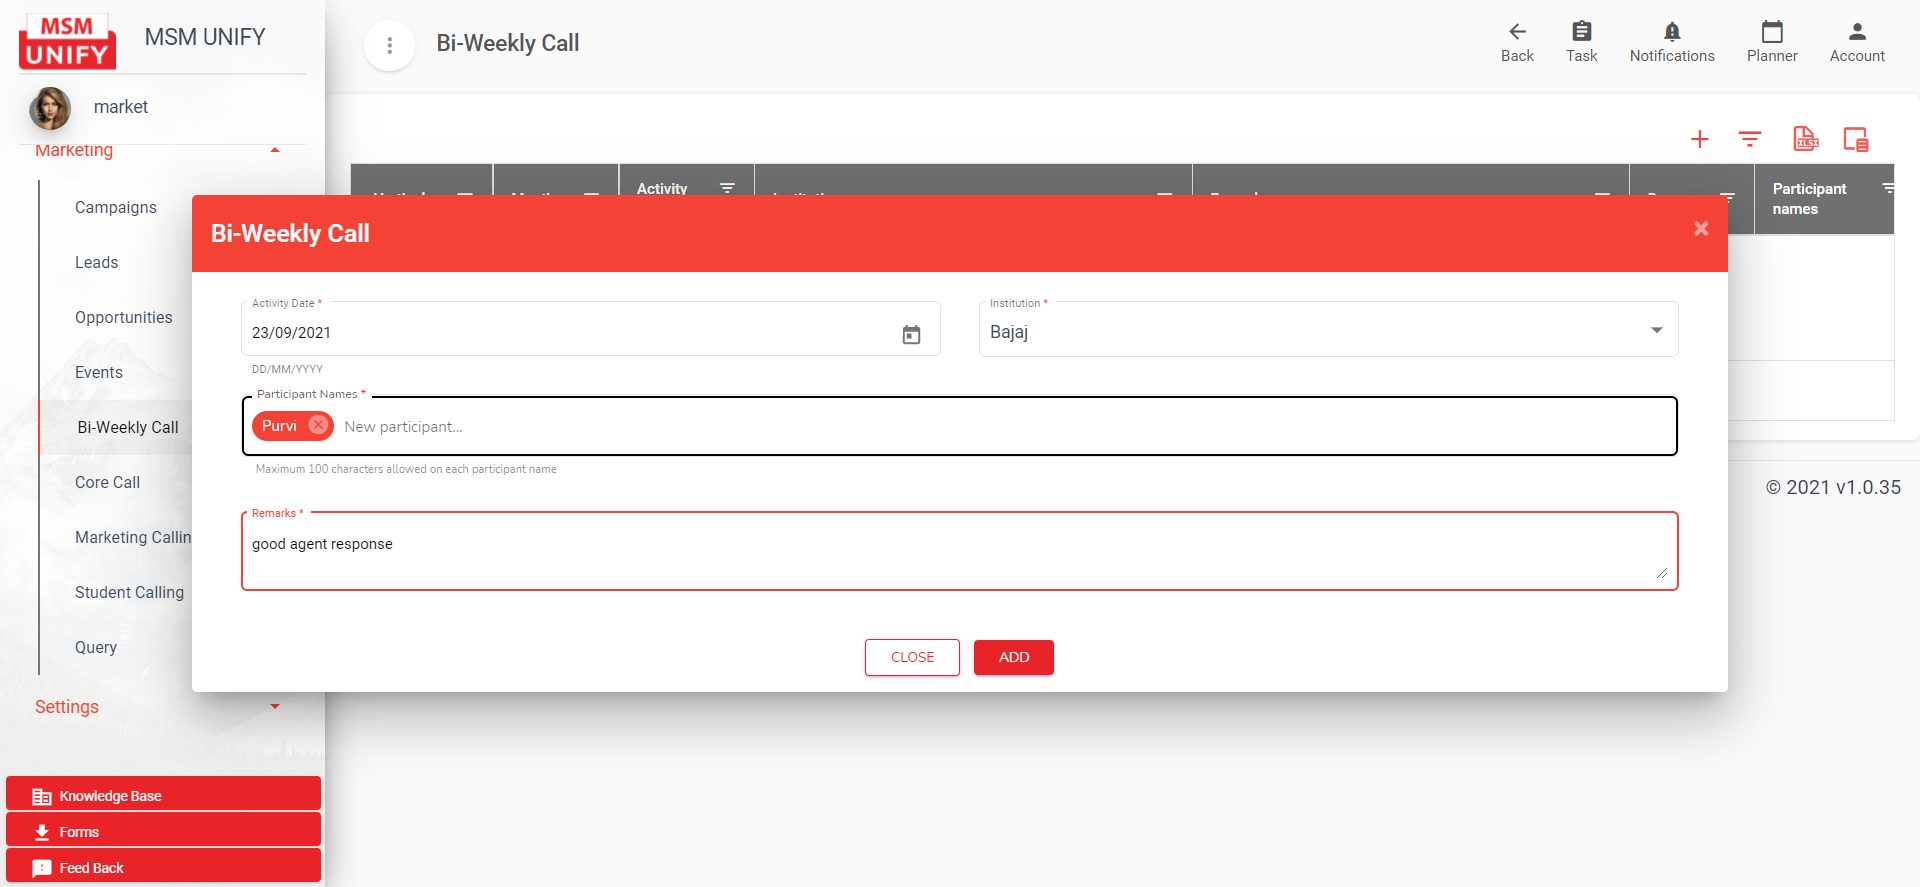 MSM
UNIFY
MSM UNIFY
market
Marketing
Campaigns
Leads
Opportunities
Events
Bi-Weekly Call
Core Call
Marketing Callin
Student Calling
Query
Settings
Knowledge Base
Forms
Feed Back
Bi-Weekly Call
Back
Task
Notifications
Planner
Account
XLSX
Activity
Participant
names
Bi-Weekly Call
Activity Date *
23/09/2021
DD/MM/YYYY
Institution *
Bajaj
Participant Names *
Purvi
New participant...
Maximum 100 characters allowed on each participant name
Remarks *
good agent response
CLOSE
ADD
© 2021 v1.0.35